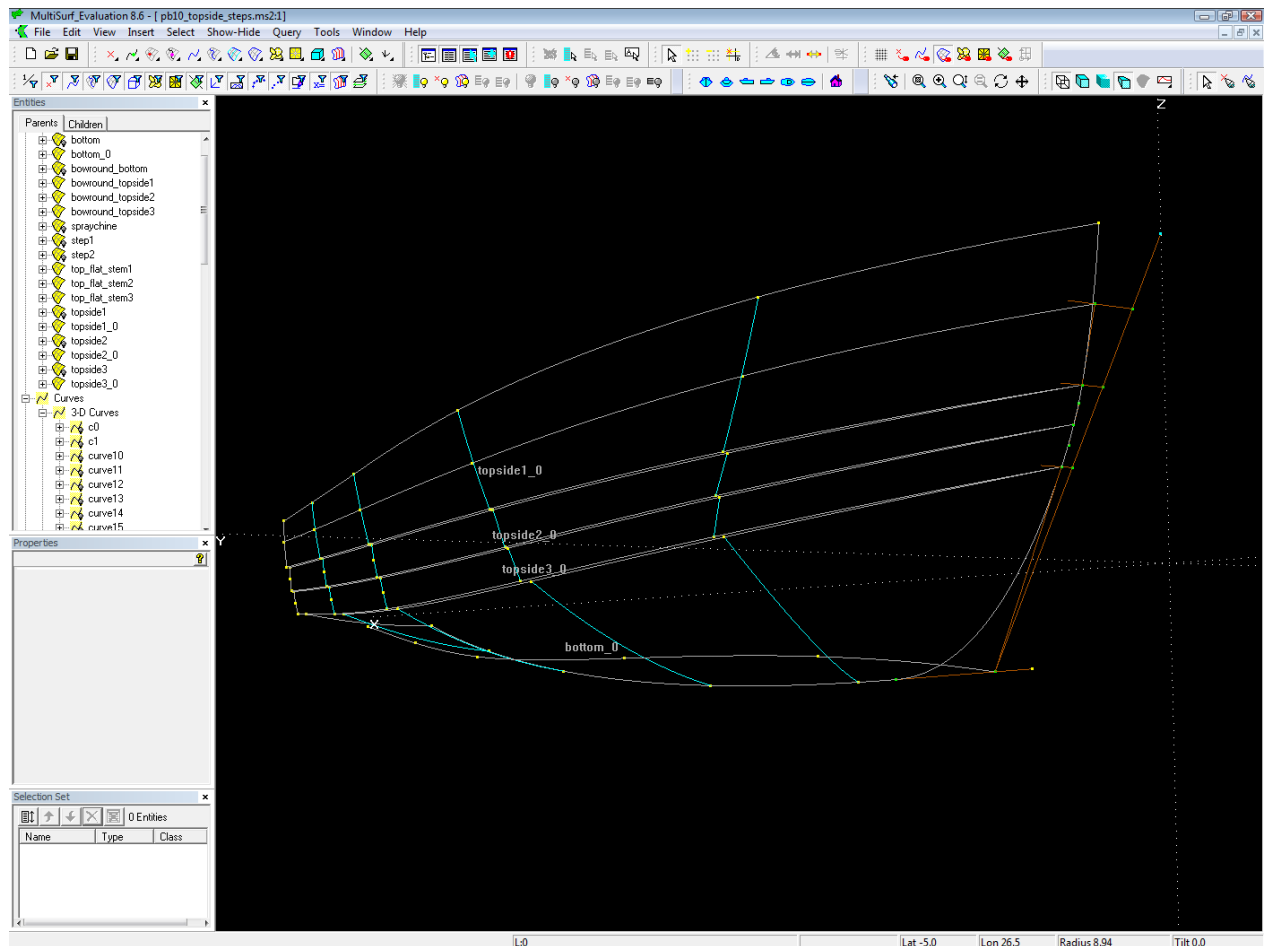 MultiSurf_Evaluation 8.6 - [ pb10_topside_steps.ms2:1]
File Edit View Insert Select Show-Hide Query Tools Window Help
Entities
Parents Children
bottom
bottom_0
bowround_bottom
bowround_topside1
bowround_topside2
bowround_topside3
spraychine
step1
step2
top_flat_stem1
top_flat_stem2
top_flat_stem3
topside1
topside1_0
topside2
topside2_0
topside3
topside3_0
Curves
3-D Curves
c0
c1
curve10
curve11
curve12
curve13
curve14
curve15
Properties
Selection Set
0 Entities
Name Type Class
Z
topside1_0
Y
topside2_0
topside3_0
X
bottom_0
L:0 Lat -5.0 Lon 26.5 Radius 8.94 Tilt 0.0